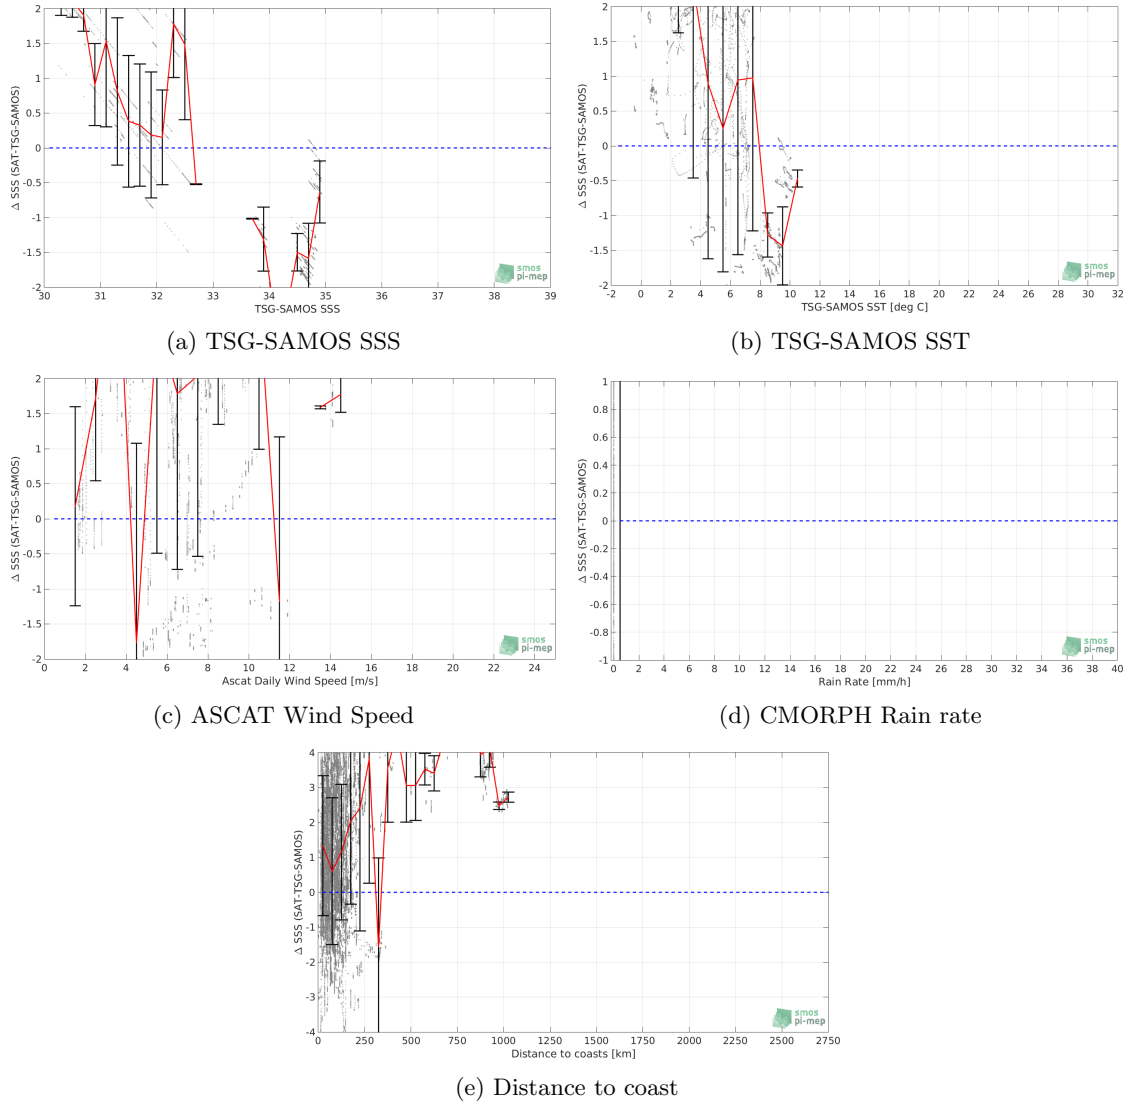 2
1.5
1
0.5
0
-0.5
-1
-1.5
-2
Δ SSS (SAT-TSG-SAMOS)
30 31 32 33 34 35 36 37 38 39
TSG-SAMOS SSS
smos
pi-mep
(a) TSG-SAMOS SSS
2
1.5
1
0.5
0
-0.5
-1
-1.5
-2
Δ SSS (SAT-TSG-SAMOS)
-2 0 2 4 6 8 10 12 14 16 18 20 22 24 26 28 30 32
TSG-SAMOS SST [deg C]
smos
pi-mep
(b) TSG-SAMOS SST
2
1.5
1
0.5
0
-0.5
-1
-1.5
-2
Δ SSS (SAT-TSG-SAMOS)
0 2 4 6 8 10 12 14 16 18 20 22 24
Ascat Daily Wind Speed [m/s]
smos
pi-mep
(c) ASCAT Wind Speed
1
0.8
0.6
0.4
0.2
0
-0.2
-0.4
-0.6
-0.8
-1
Δ SSS (SAT-TSG-SAMOS)
0 2 4 6 8 10 12 14 16 18 20 22 24 26 28 30 32 34 36 38 40
Rain Rate [mm/h]
smos
pi-mep
(d) CMORPH Rain rate
4
3
2
1
0
-1
-2
-3
-4
Δ SSS (SAT-TSG-SAMOS)
0 250 500 750 1000 1250 1500 1750 2000 2250 2500 2750
Distance to coasts [km]
smos
pi-mep
(e) Distance to coast